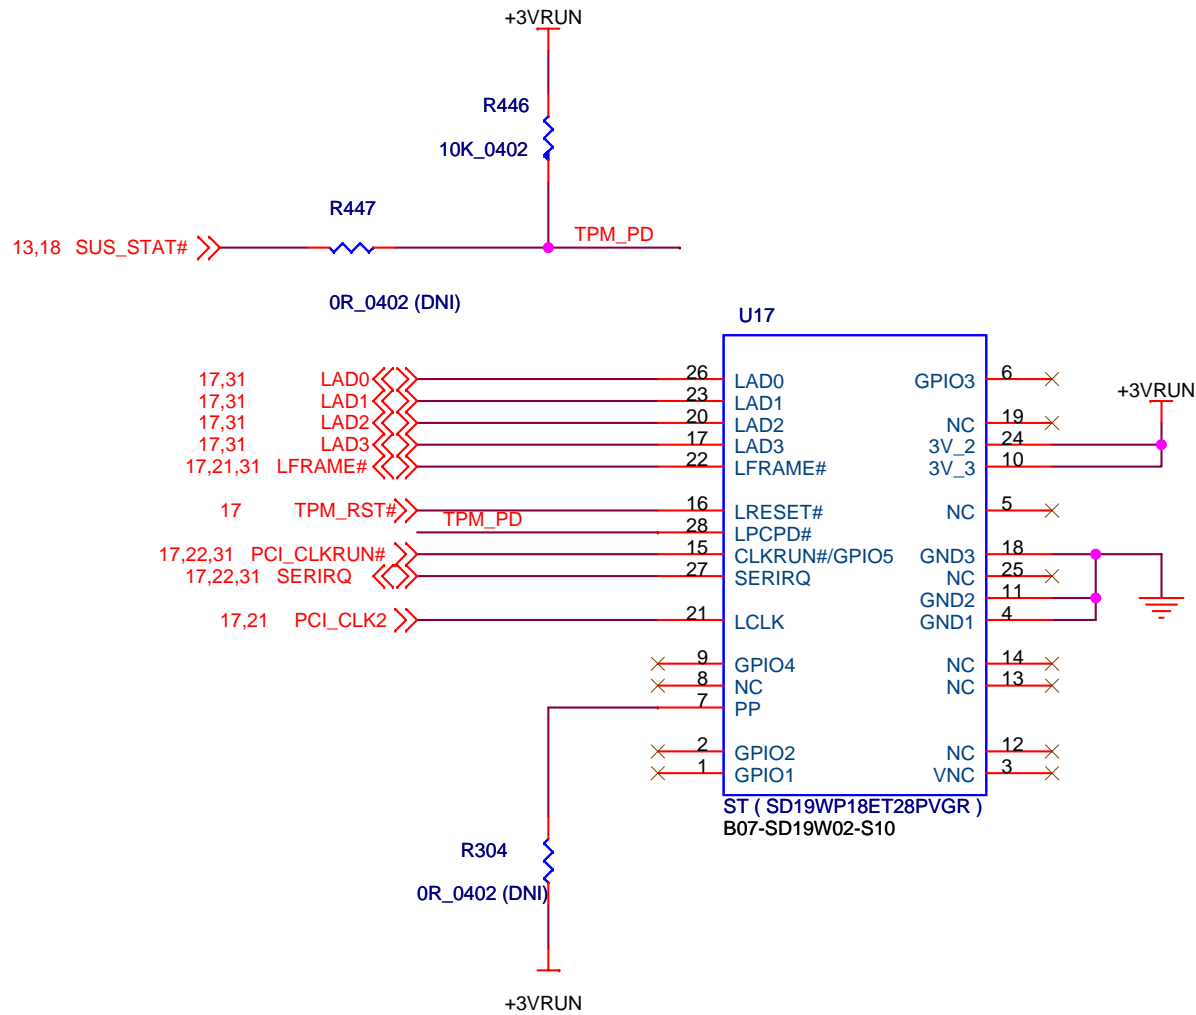 +3VRUN
R446
10K_0402
R447
13,18 SUS_STAT#
TPM_PD
0R_0402 (DNI)
U17
17,31 LAD0 26 LAD0 GPIO3 6
+3VRUN
17,31 LAD1 23 LAD1
17,31 LAD2 20 LAD2 NC 19
17,31 LAD3 17 LAD3 3V_2 24
17,21,31 LFRAME# 22 LFRAME# 3V_3 10
17 TPM_RST# 16 LRESET# NC 5
TPM_PD 28 LPCPD#
17,22,31 PCI_CLKRUN# 15 CLKRUN#/GPIO5 GND3 18
17,22,31 SERIRQ 27 SERIRQ NC 25
GND2 11
17,21 PCI_CLK2 21 LCLK GND1 4
9 GPIO4 NC 14
8 NC NC 13
7 PP
2 GPIO2 NC 12
1 GPIO1 VNC 3
ST ( SD19WP18ET28PVGR )
B07-SD19W02-S10
R304
0R_0402 (DNI)
+3VRUN